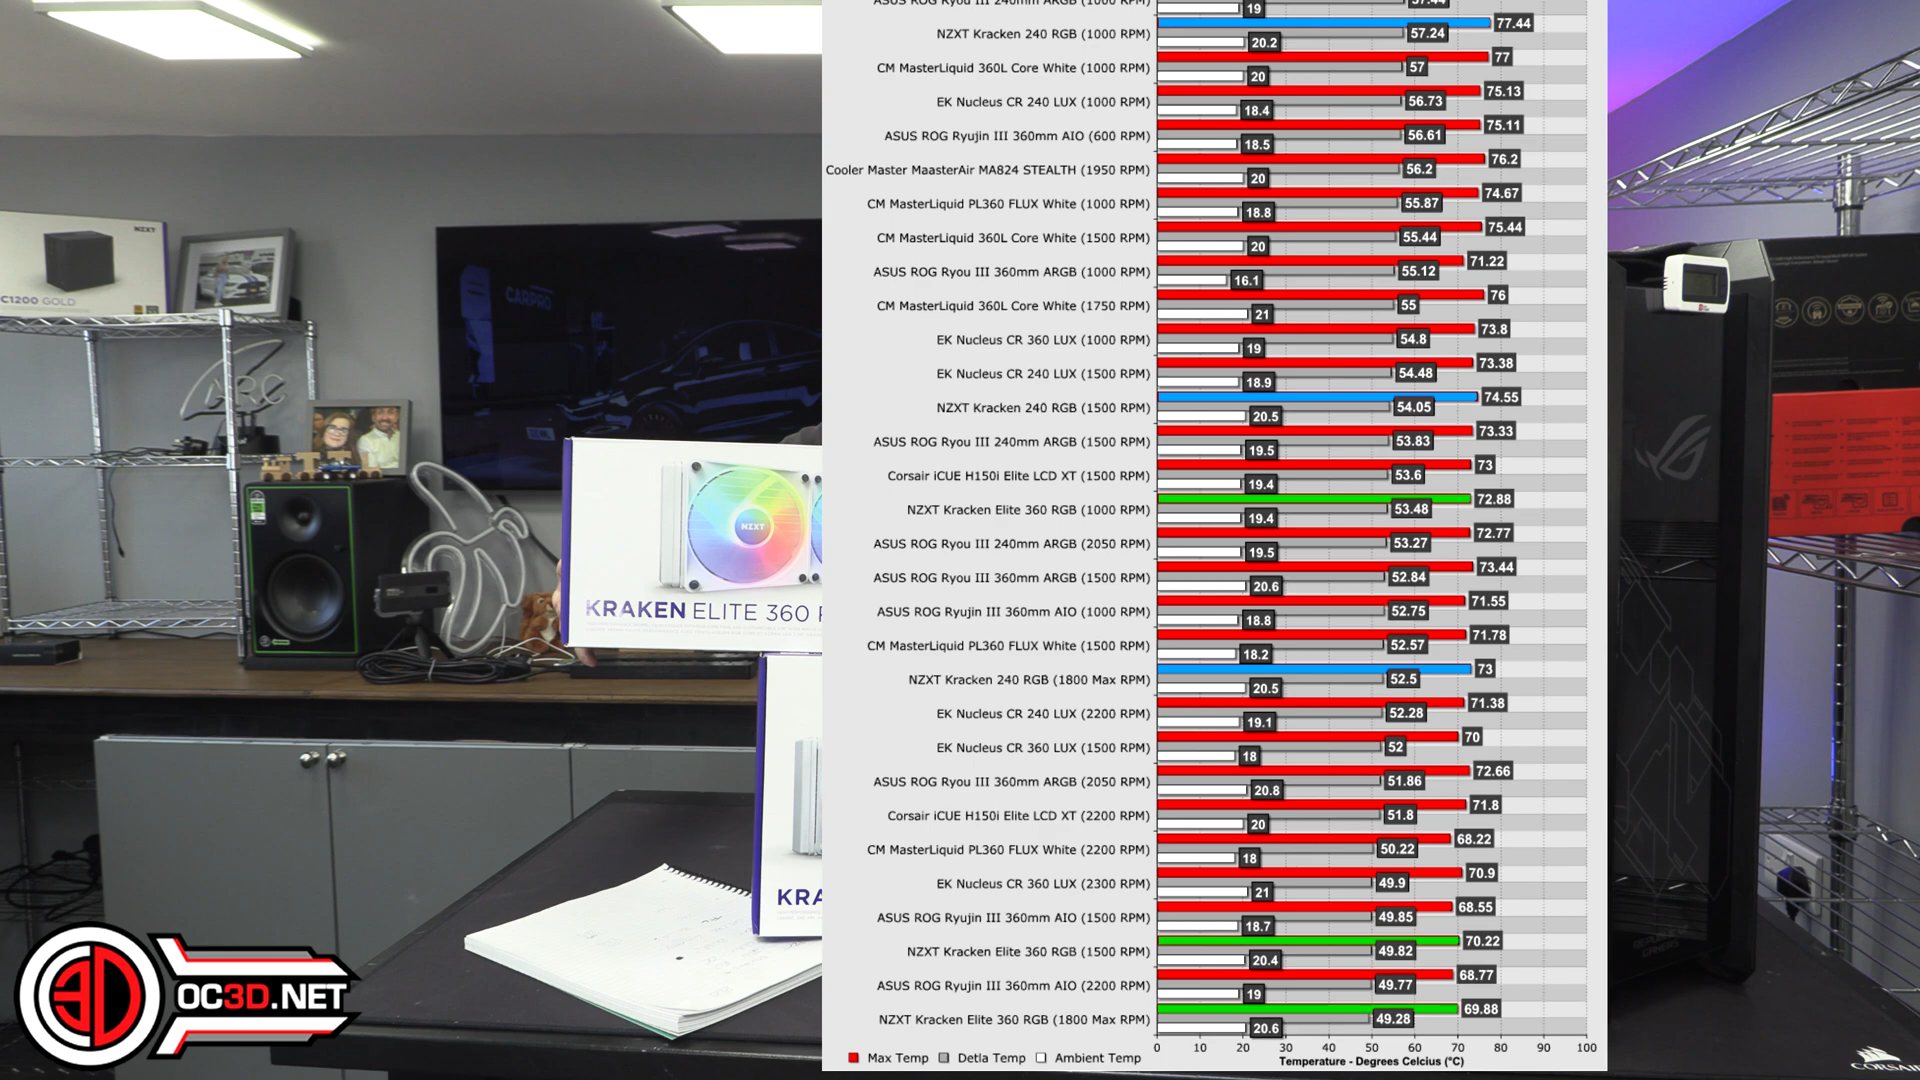 ASUS ROG Ryou III 240mm ARGB (1000 RPM) 57.44 19
NZXT Kracken 240 RGB (1000 RPM) 77.44 57.24 20.2
CM MasterLiquid 360L Core White (1000 RPM) 77 57 20
EK Nucleus CR 240 LUX (1000 RPM) 75.13 56.73 18.4
ASUS ROG Ryujin III 360mm AIO (600 RPM) 75.11 56.61 18.5
Cooler Master MaasterAir MA824 STEALTH (1950 RPM) 76.2 56.2 20
CM MasterLiquid PL360 FLUX White (1000 RPM) 74.67 55.87 18.8
CM MasterLiquid 360L Core White (1500 RPM) 75.44 55.44 20
ASUS ROG Ryou III 360mm ARGB (1000 RPM) 71.22 55.12 16.1
CM MasterLiquid 360L Core White (1750 RPM) 76 55 21
EK Nucleus CR 360 LUX (1000 RPM) 73.8 54.8 19
EK Nucleus CR 240 LUX (1500 RPM) 73.38 54.48 18.9
NZXT Kracken 240 RGB (1500 RPM) 74.55 54.05 20.5
ASUS ROG Ryou III 240mm ARGB (1500 RPM) 73.33 53.83 19.5
Corsair iCUE H150i Elite LCD XT (1500 RPM) 73 53.6 19.4
NZXT Kracken Elite 360 RGB (1000 RPM) 72.88 53.48 19.4
ASUS ROG Ryou III 240mm ARGB (2050 RPM) 72.77 53.27 19.5
ASUS ROG Ryou III 360mm ARGB (1500 RPM) 73.44 52.84 20.6
ASUS ROG Ryujin III 360mm AIO (1000 RPM) 71.55 52.75 18.8
CM MasterLiquid PL360 FLUX White (1500 RPM) 71.78 52.57 18.2
NZXT Kracken 240 RGB (1800 Max RPM) 73 52.5 20.5
EK Nucleus CR 240 LUX (2200 RPM) 71.38 52.28 19.1
EK Nucleus CR 360 LUX (1500 RPM) 70 52 18
ASUS ROG Ryou III 360mm ARGB (2050 RPM) 72.66 51.86 20.8
Corsair iCUE H150i Elite LCD XT (2200 RPM) 71.8 51.8 20
CM MasterLiquid PL360 FLUX White (2200 RPM) 68.22 50.22 18
EK Nucleus CR 360 LUX (2300 RPM) 70.9 49.9 21
ASUS ROG Ryujin III 360mm AIO (1500 RPM) 68.55 49.85 18.7
NZXT Kracken Elite 360 RGB (1500 RPM) 70.22 49.82 20.4
ASUS ROG Ryujin III 360mm AIO (2200 RPM) 68.77 49.77 19
NZXT Kracken Elite 360 RGB (1800 Max RPM) 69.88 49.28 20.6
0 10 20 30 40 50 60 70 80 90 100
Max Temp Detla Temp Ambient Temp
Temperature - Degrees Celcius (°C)
NZXT
C1200 GOLD
CARPRO
ARC
NZXT
KRAKEN ELITE 360
KRA
3D OC3D.NET
CORSAIR